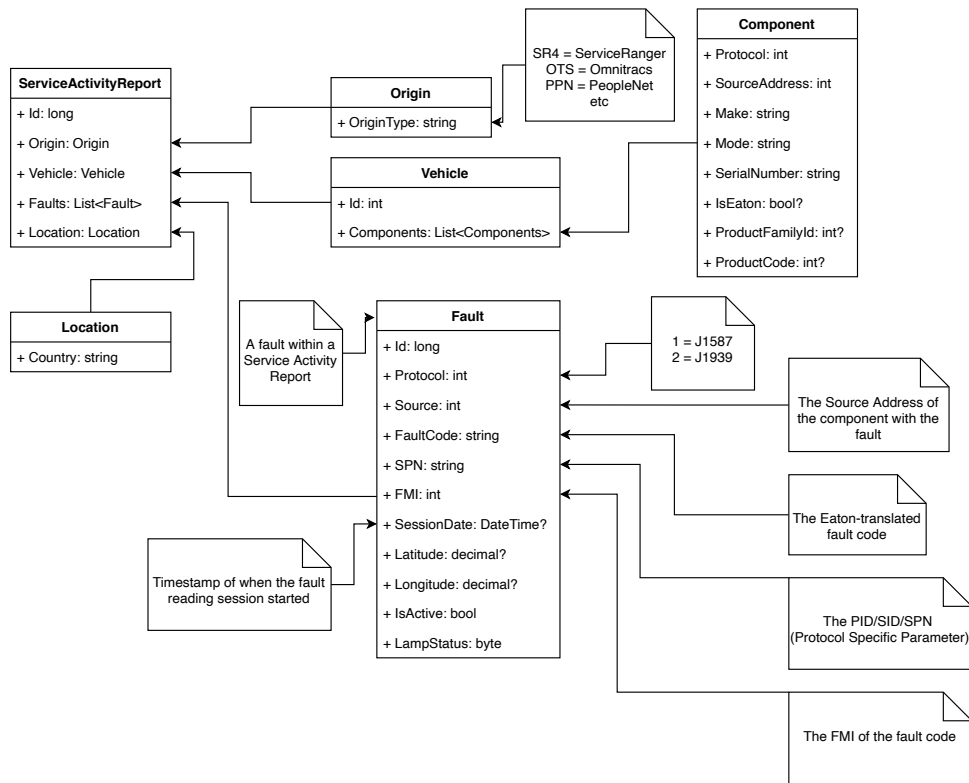 ServiceActivityReport
+ Id: long
+ Origin: Origin
+ Vehicle: Vehicle
+ Faults: List<Fault>
+ Location: Location
Origin
+ OriginType: string
SR4 = ServiceRanger
OTS = Omnitracs
PPN = PeopleNet
etc
Component
+ Protocol: int
+ SourceAddress: int
+ Make: string
+ Mode: string
+ SerialNumber: string
+ IsEaton: bool?
+ ProductFamilyId: int?
+ ProductCode: int?
Vehicle
+ Id: int
+ Components: List<Components>
Location
+ Country: string
A fault within a
Service Activity
Report
Fault
+ Id: long
+ Protocol: int
+ Source: int
+ FaultCode: string
+ SPN: string
+ FMI: int
+ SessionDate: DateTime?
+ Latitude: decimal?
+ Longitude: decimal?
+ IsActive: bool
+ LampStatus: byte
1 = J1587
2 = J1939
The Source Address of
the component with the
fault
The Eaton-translated
fault code
Timestamp of when the fault
reading session started
The PID/SID/SPN
(Protocol Specific Parameter)
The FMI of the fault code